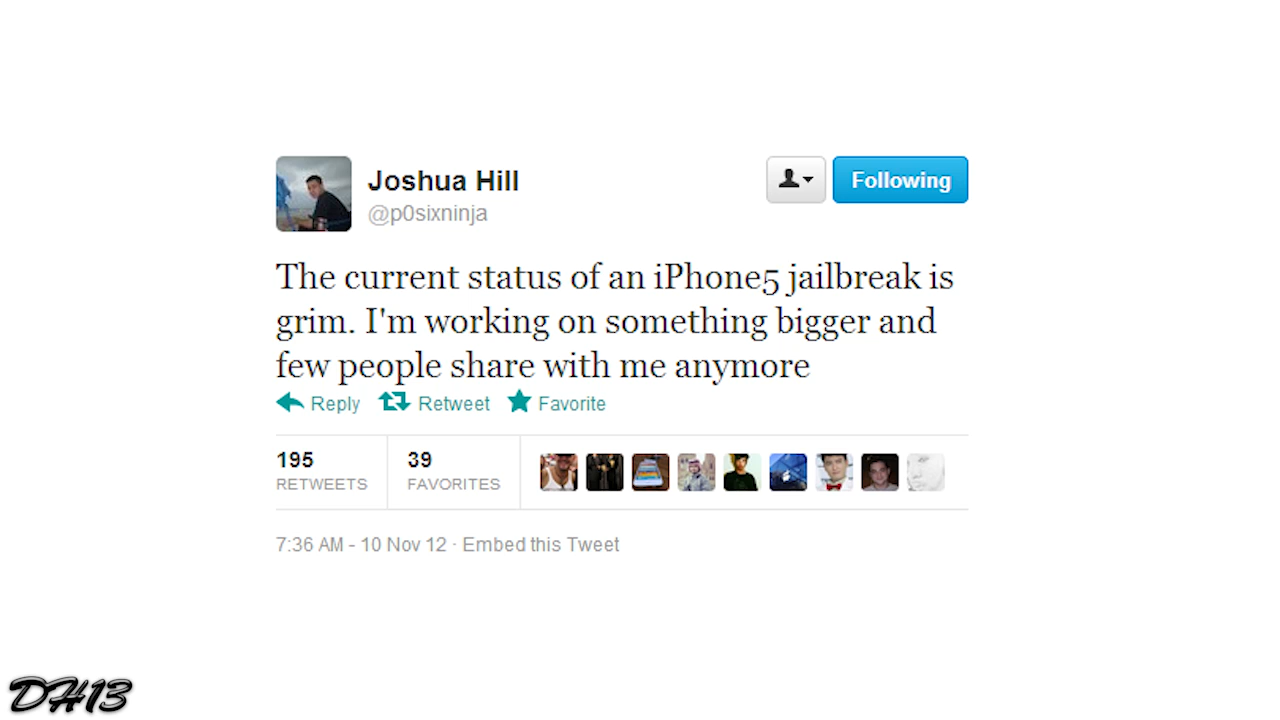 Joshua Hill
@p0sixninja
Following
The current status of an iPhone5 jailbreak is
grim. I'm working on something bigger and
few people share with me anymore
Reply Retweet Favorite
195 39
RETWEETS FAVORITES
7:36 AM - 10 Nov 12 · Embed this Tweet
DH13